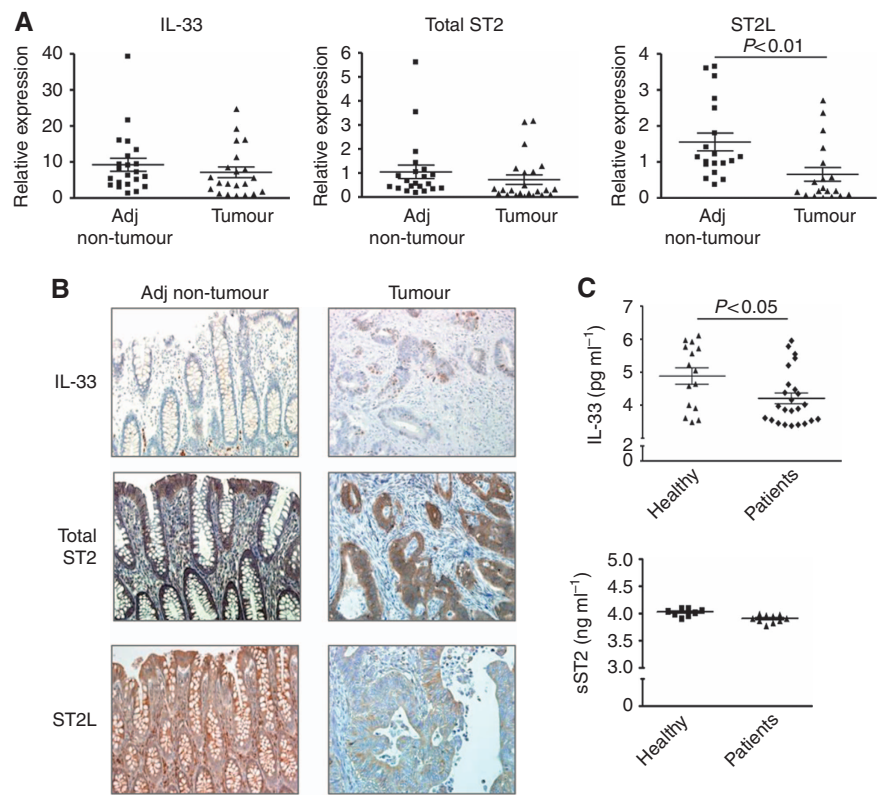 A
IL-33
Relative expression
40
30
20
10
0
Adj
non-tumour
Tumour
Total ST2
Relative expression
6
5
4
3
2
1
0
Adj
non-tumour
Tumour
ST2L
P<0.01
Relative expression
4
3
2
1
0
Adj
non-tumour
Tumour
B
Adj non-tumour
Tumour
IL-33
Total
ST2
ST2L
C
P<0.05
IL-33 (pg ml⁻¹)
7
6
5
4
2
0
Healthy
Patients
sST2 (ng ml⁻¹)
5.0
4.5
4.0
3.5
3.0
0
Healthy
Patients